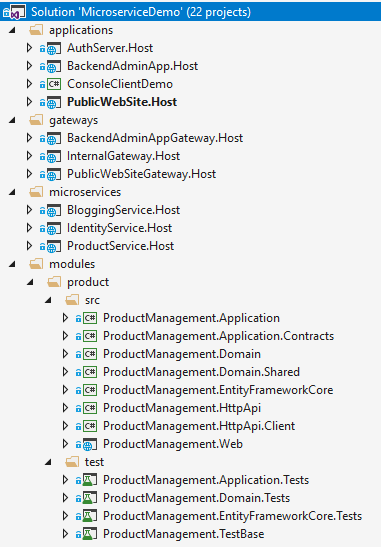 Solution 'MicroserviceDemo' (22 projects)
applications
AuthServer.Host
BackendAdminApp.Host
C# ConsoleClientDemo
PublicWebSite.Host
gateways
BackendAdminAppGateway.Host
InternalGateway.Host
PublicWebSiteGateway.Host
microservices
BloggingService.Host
IdentityService.Host
ProductService.Host
modules
product
src
C# ProductManagement.Application
C# ProductManagement.Application.Contracts
C# ProductManagement.Domain
C# ProductManagement.Domain.Shared
C# ProductManagement.EntityFrameworkCore
C# ProductManagement.HttpApi
C# ProductManagement.HttpApi.Client
ProductManagement.Web
test
ProductManagement.Application.Tests
ProductManagement.Domain.Tests
ProductManagement.EntityFrameworkCore.Tests
ProductManagement.TestBase